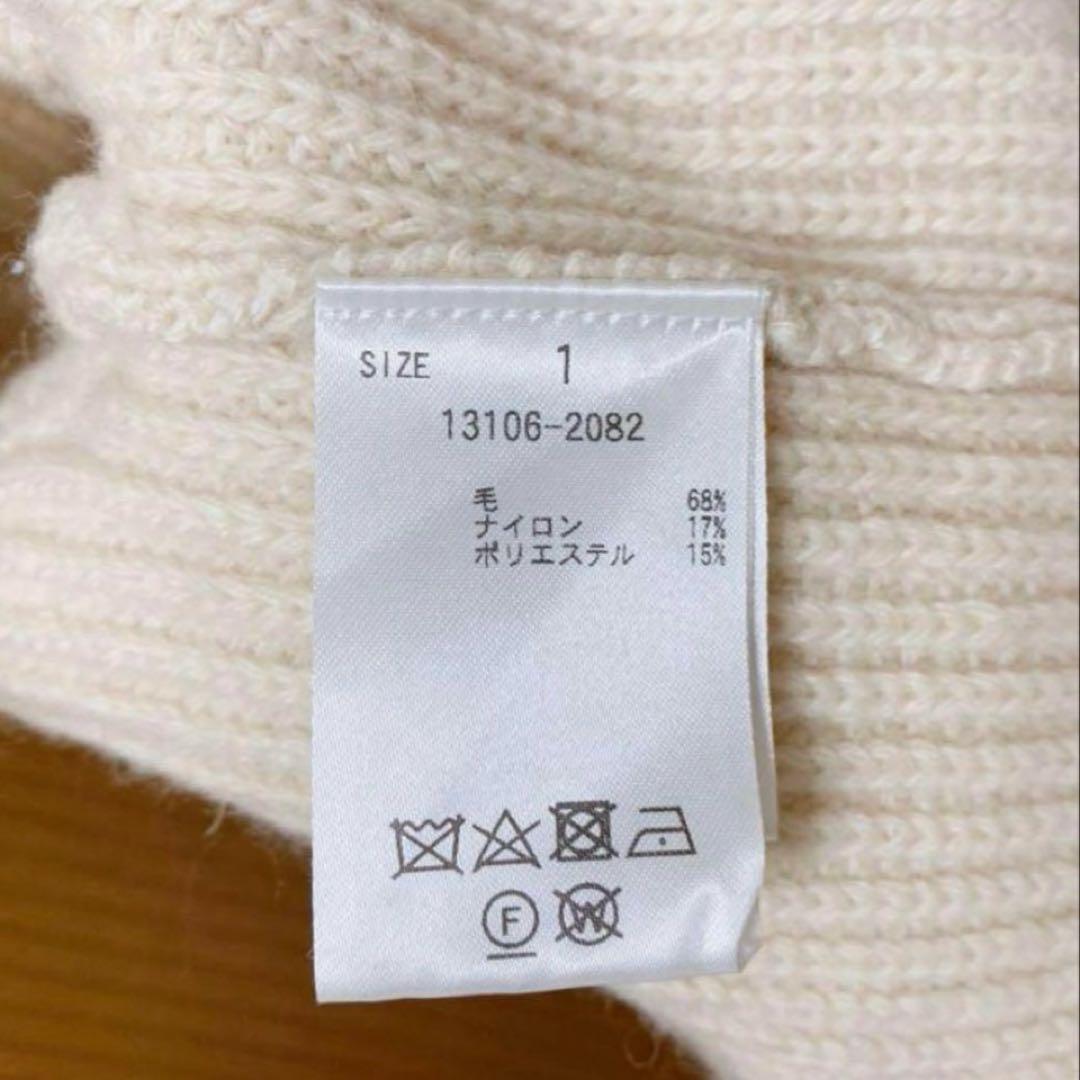 SIZE 1
13106-2082
毛 68%
ナイロン 17%
ポリエステル 15%
F W